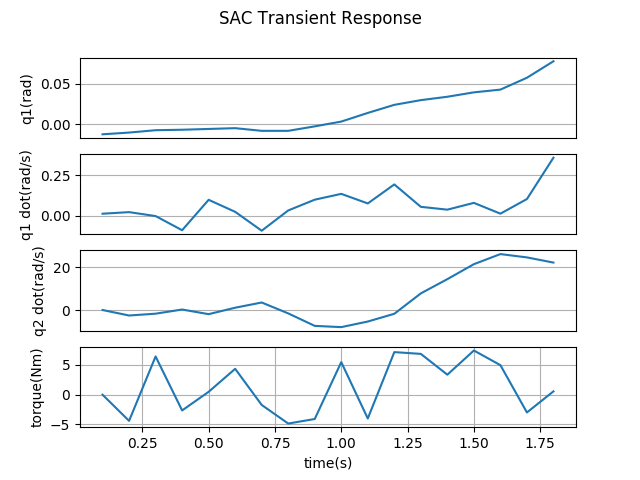 SAC Transient Response
q1(rad)
0.05
0.00
q1 dot(rad/s)
0.25
0.00
q2 dot(rad/s)
20
0
torque(Nm)
5
0
−5
0.25 0.50 0.75 1.00 1.25 1.50 1.75
time(s)